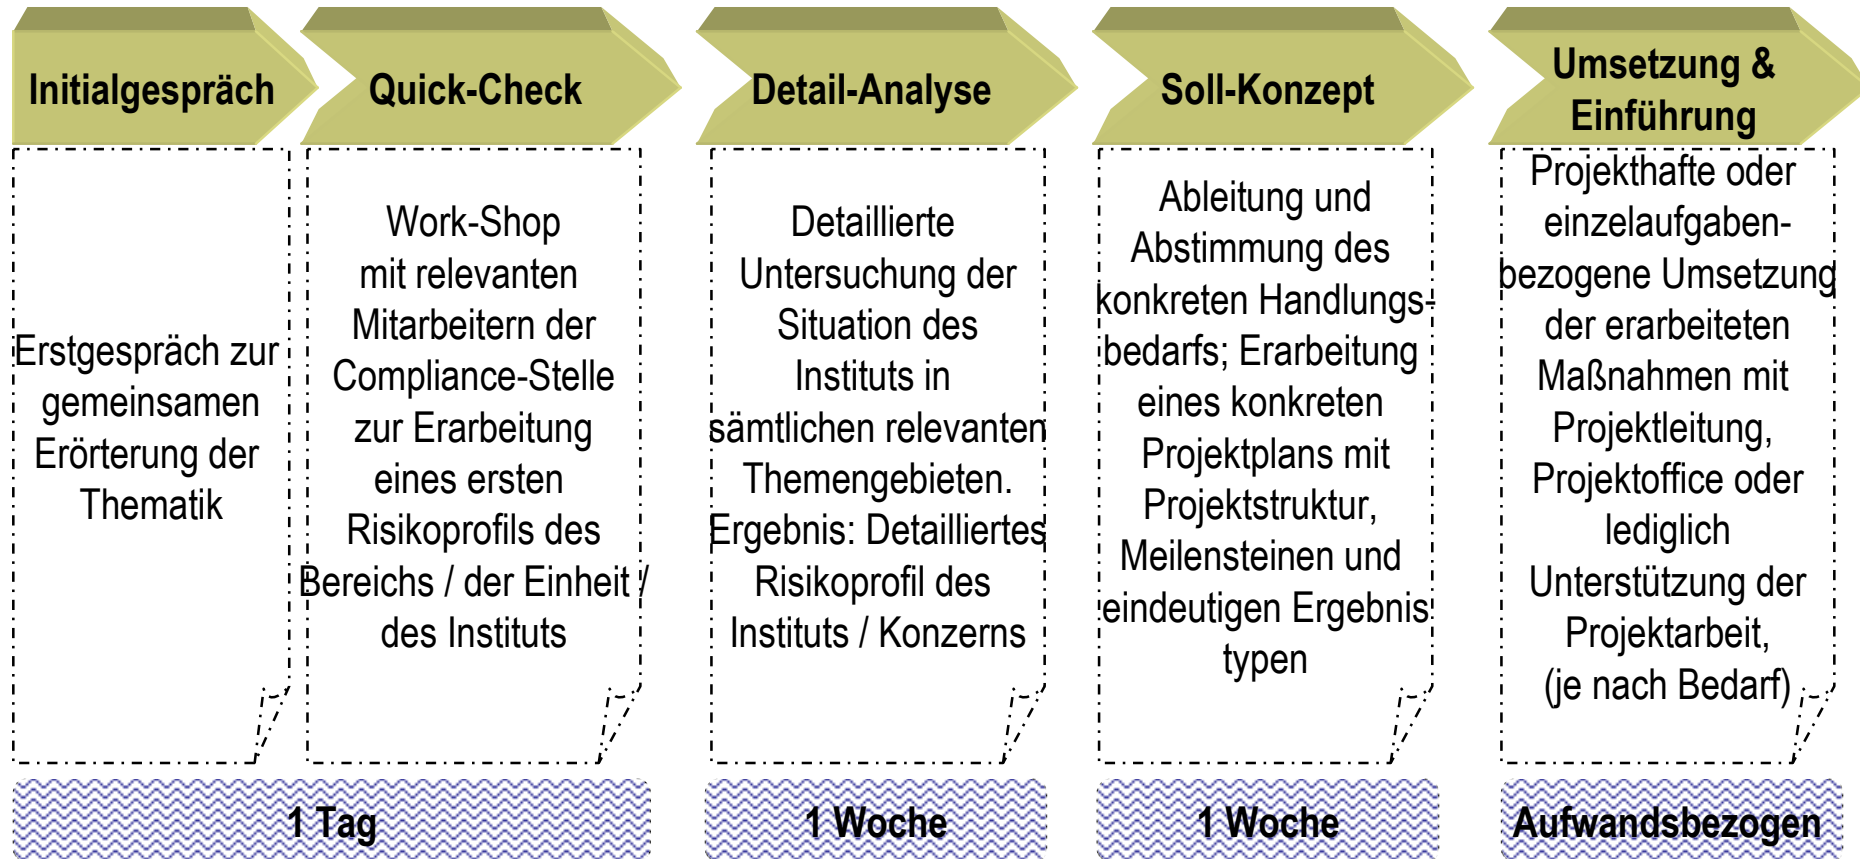 Initialgespräch
Quick-Check
Detail-Analyse
Soll-Konzept
Umsetzung &
Einführung
Erstgespräch zur
gemeinsamen
Erörterung der
Thematik
Work-Shop
mit relevanten
Mitarbeitern der
Compliance-Stelle
zur Erarbeitung
eines ersten
Risikoprofils des
Bereichs / der Einheit /
des Instituts
Detaillierte
Untersuchung der
Situation des
Instituts in
sämtlichen relevanten
Themengebieten.
Ergebnis: Detailliertes
Risikoprofil des
Instituts / Konzerns
Ableitung und
Abstimmung des
konkreten Handlungs-
bedarfs; Erarbeitung
eines konkreten
Projektplans mit
Projektstruktur,
Meilensteinen und
eindeutigen Ergebnis
typen
Projekthafte oder
einzelaufgaben-
bezogene Umsetzung
der erarbeiteten
Maßnahmen mit
Projektleitung,
Projektoffice oder
lediglich
Unterstützung der
Projektarbeit,
(je nach Bedarf)
1 Tag
1 Woche
1 Woche
Aufwandsbezogen